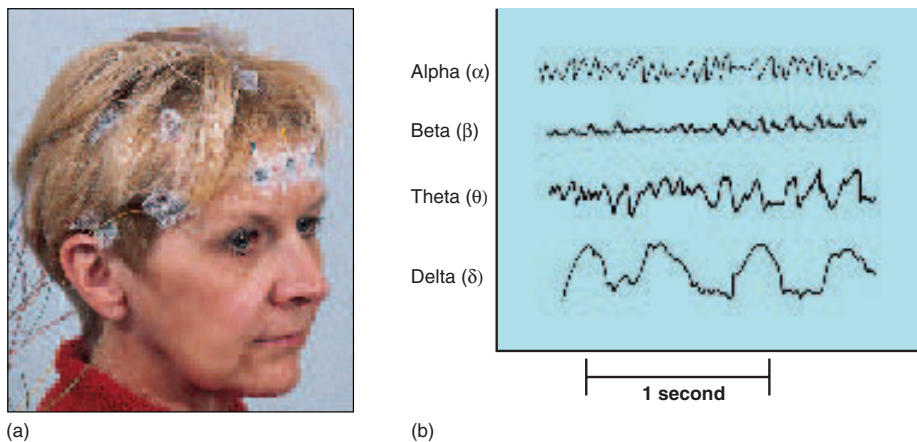 Alpha (α)
Beta (β)
Theta (θ)
Delta (δ)
1 second
(a)
(b)